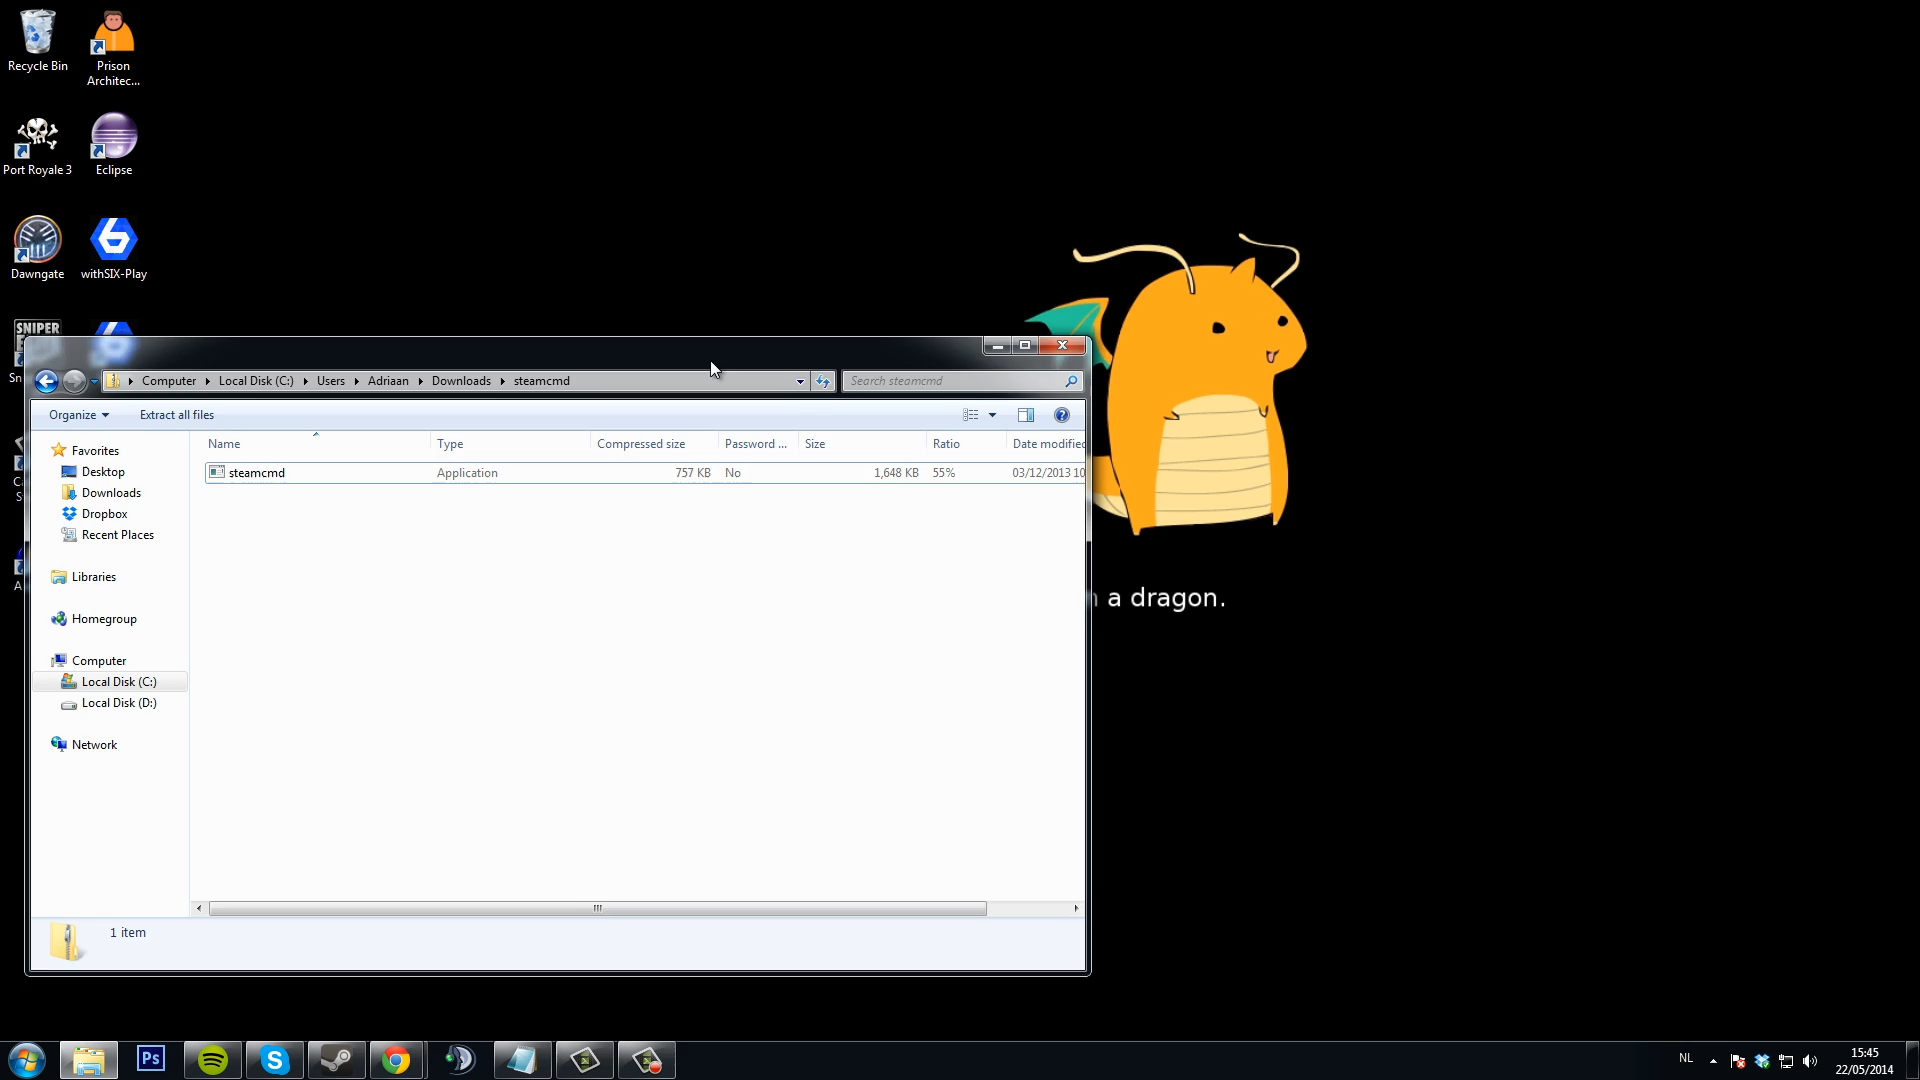 Recycle Bin
Prison
Architec...
Port Royale 3
Eclipse
Dawngate
withSIX-Play
SNIPER
Sn
Computer
Local Disk (C:)
Users
Adriaan
Downloads
steamcmd
Search steamcmd
Organize
Extract all files
Name
Type
Compressed size
Password ...
Size
Ratio
Date modified
steamcmd
Application
757 KB
No
1,648 KB
55%
03/12/2013 10
Favorites
Desktop
Downloads
Dropbox
Recent Places
Libraries
Homegroup
Computer
Local Disk (C:)
Local Disk (D:)
Network
1 item
a dragon.
Ps
NL
15:45
22/05/2014